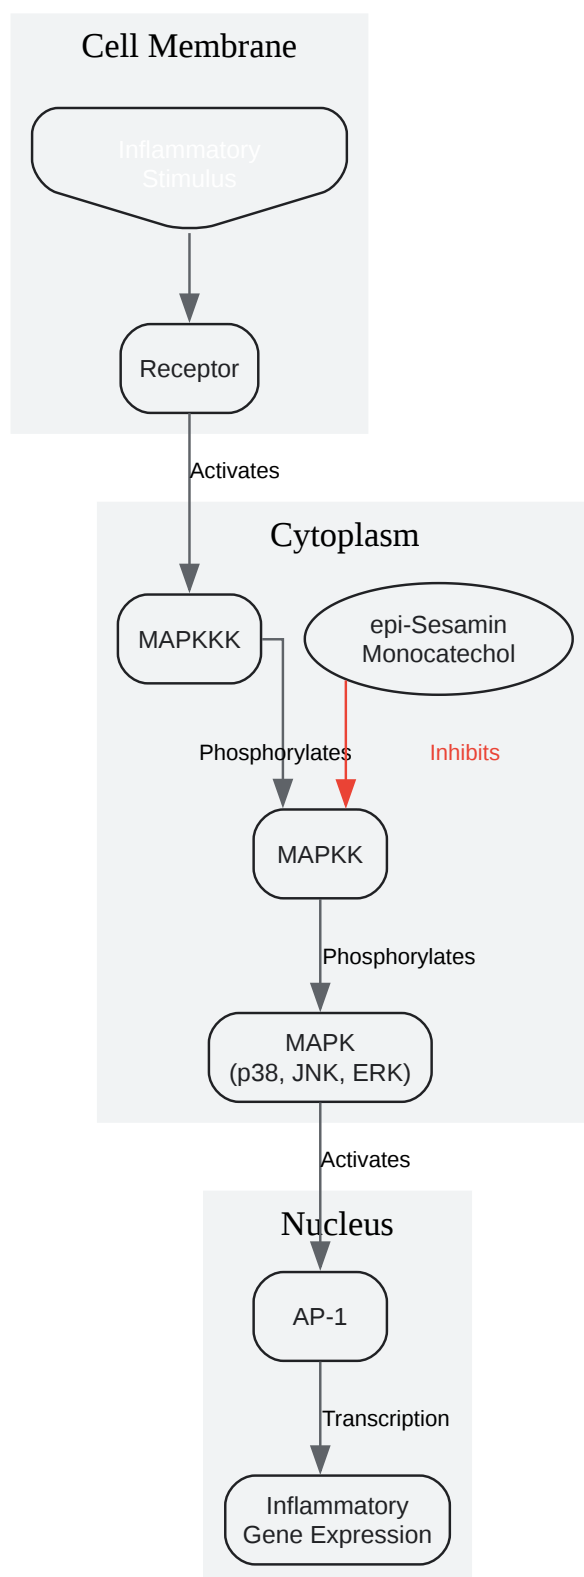 Cell Membrane
Inflammatory
Stimulus
Receptor
Activates
Cytoplasm
MAPKKK
epi-Sesamin
Monocatechol
Phosphorylates
Inhibits
MAPKK
Phosphorylates
MAPK
(p38, JNK, ERK)
Activates
Nucleus
AP-1
Transcription
Inflammatory
Gene Expression